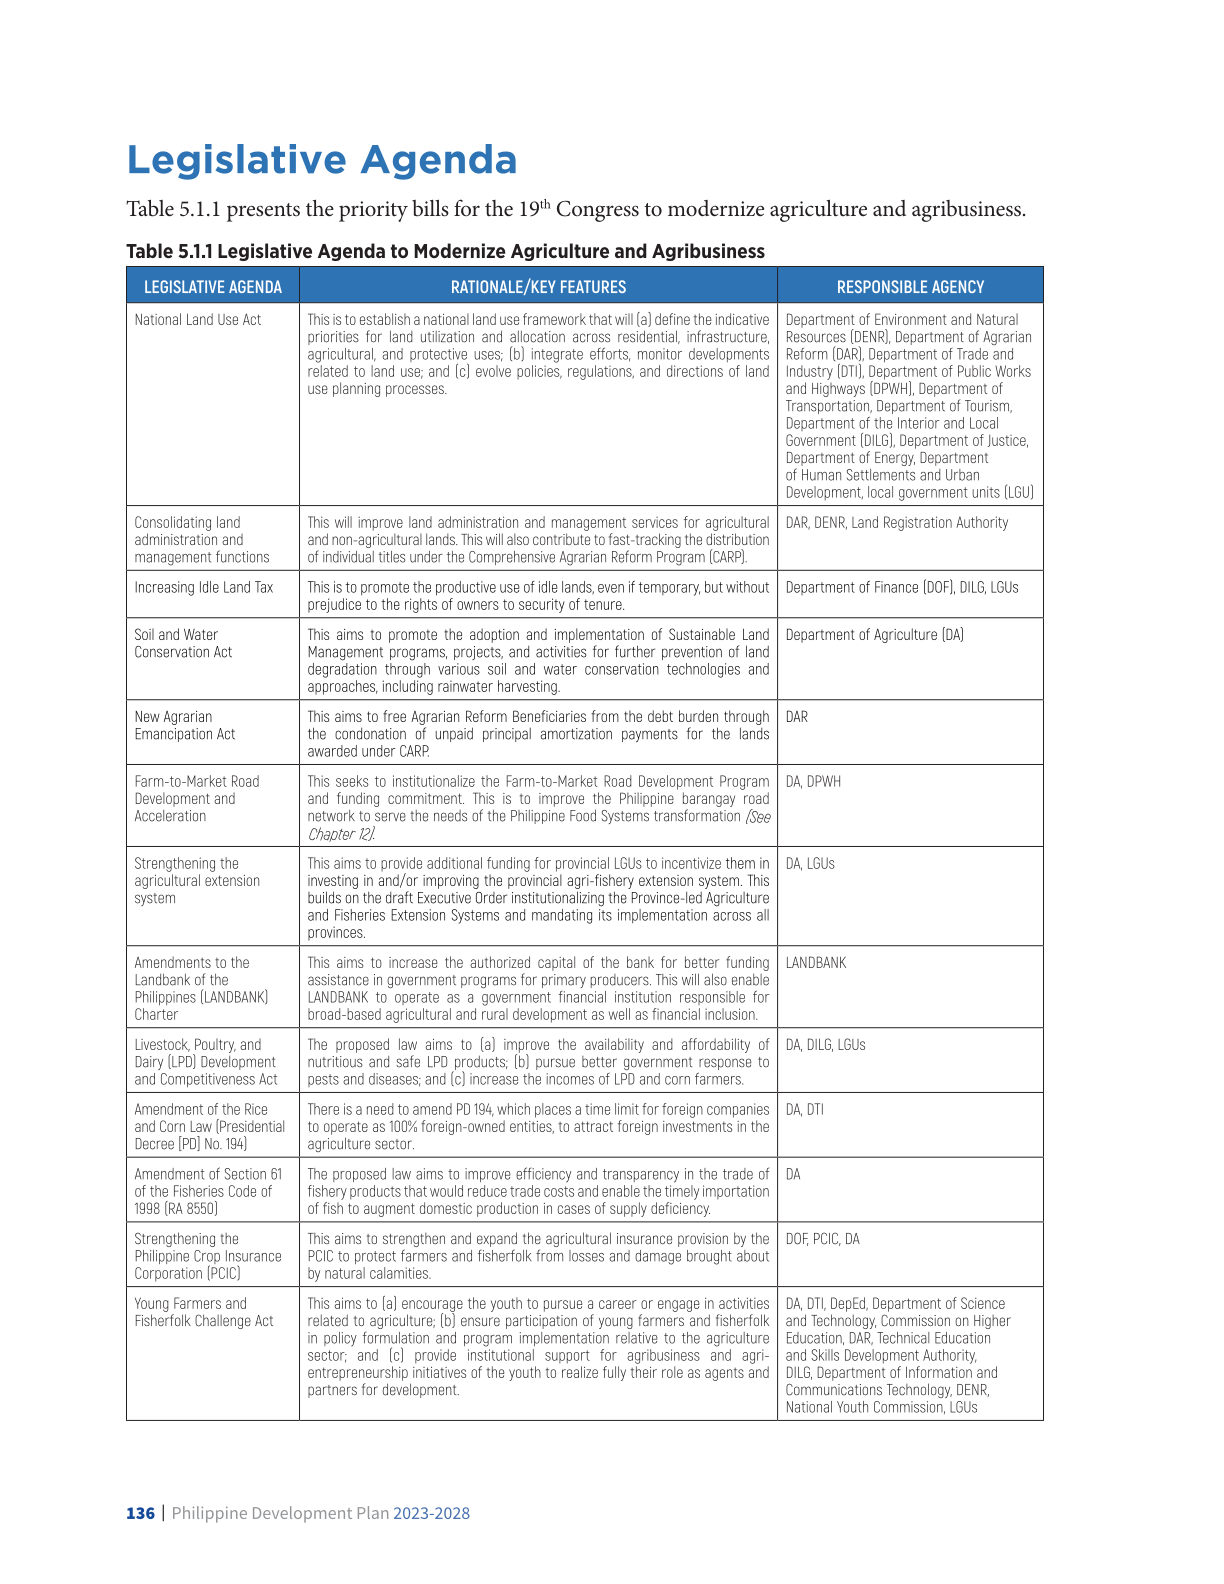 Legislative Agenda
Table 5.1.1 presents the priority bills for the 19th Congress to modernize agriculture and agribusiness.
Table 5.1.1 Legislative Agenda to Modernize Agriculture and Agribusiness
LEGISLATIVE AGENDA
RATIONALE/KEY FEATURES
RESPONSIBLE AGENCY
National Land Use Act
This is to establish a national land use framework that will (a) define the indicative
priorities for land utilization and allocation across residential, infrastructure,
agricultural, and protective uses; (b) integrate efforts, monitor developments
related to land use; and (c) evolve policies, regulations, and directions of land
use planning processes.
Department of Environment and Natural
Resources (DENR), Department of Agrarian
Reform (DAR), Department of Trade and
Industry (DTI), Department of Public Works
and Highways (DPWH), Department of
Transportation, Department of Tourism,
Department of the Interior and Local
Government (DILG), Department of Justice,
Department of Energy, Department
of Human Settlements and Urban
Development, local government units (LGU)
Consolidating land
administration and
management functions
This will improve land administration and management services for agricultural
and non-agricultural lands. This will also contribute to fast-tracking the distribution
of individual titles under the Comprehensive Agrarian Reform Program (CARP).
DAR, DENR, Land Registration Authority
Increasing Idle Land Tax
This is to promote the productive use of idle lands, even if temporary, but without
prejudice to the rights of owners to security of tenure.
Department of Finance (DOF), DILG, LGUs
Soil and Water
Conservation Act
This aims to promote the adoption and implementation of Sustainable Land
Management programs, projects, and activities for further prevention of land
degradation through various soil and water conservation technologies and
approaches, including rainwater harvesting.
Department of Agriculture (DA)
New Agrarian
Emancipation Act
This aims to free Agrarian Reform Beneficiaries from the debt burden through
the condonation of unpaid principal amortization payments for the lands
awarded under CARP.
DAR
Farm-to-Market Road
Development and
Acceleration
This seeks to institutionalize the Farm-to-Market Road Development Program
and funding commitment. This is to improve the Philippine barangay road
network to serve the needs of the Philippine Food Systems transformation (See
Chapter 12).
DA, DPWH
Strengthening the
agricultural extension
system
This aims to provide additional funding for provincial LGUs to incentivize them in
investing in and/or improving the provincial agri-fishery extension system. This
builds on the draft Executive Order institutionalizing the Province-led Agriculture
and Fisheries Extension Systems and mandating its implementation across all
provinces.
DA, LGUs
Amendments to the
Landbank of the
Philippines (LANDBANK)
Charter
This aims to increase the authorized capital of the bank for better funding
assistance in government programs for primary producers. This will also enable
LANDBANK to operate as a government financial institution responsible for
broad-based agricultural and rural development as well as financial inclusion.
LANDBANK
Livestock, Poultry, and
Dairy (LPD) Development
and Competitiveness Act
The proposed law aims to (a) improve the availability and affordability of
nutritious and safe LPD products; (b) pursue better government response to
pests and diseases; and (c) increase the incomes of LPD and corn farmers.
DA, DILG, LGUs
Amendment of the Rice
and Corn Law (Presidential
Decree [PD] No. 194)
There is a need to amend PD 194, which places a time limit for foreign companies
to operate as 100% foreign-owned entities, to attract foreign investments in the
agriculture sector.
DA, DTI
Amendment of Section 61
of the Fisheries Code of
1998 (RA 8550)
The proposed law aims to improve efficiency and transparency in the trade of
fishery products that would reduce trade costs and enable the timely importation
of fish to augment domestic production in cases of supply deficiency.
DA
Strengthening the
Philippine Crop Insurance
Corporation (PCIC)
This aims to strengthen and expand the agricultural insurance provision by the
PCIC to protect farmers and fisherfolk from losses and damage brought about
by natural calamities.
DOF, PCIC, DA
Young Farmers and
Fisherfolk Challenge Act
This aims to (a) encourage the youth to pursue a career or engage in activities
related to agriculture; (b) ensure participation of young farmers and fisherfolk
in policy formulation and program implementation relative to the agriculture
sector; and (c) provide institutional support for agribusiness and agri-
entrepreneurship initiatives of the youth to realize fully their role as agents and
partners for development.
DA, DTI, DepEd, Department of Science
and Technology, Commission on Higher
Education, DAR, Technical Education
and Skills Development Authority,
DILG, Department of Information and
Communications Technology, DENR,
National Youth Commission, LGUs
136 | Philippine Development Plan 2023-2028